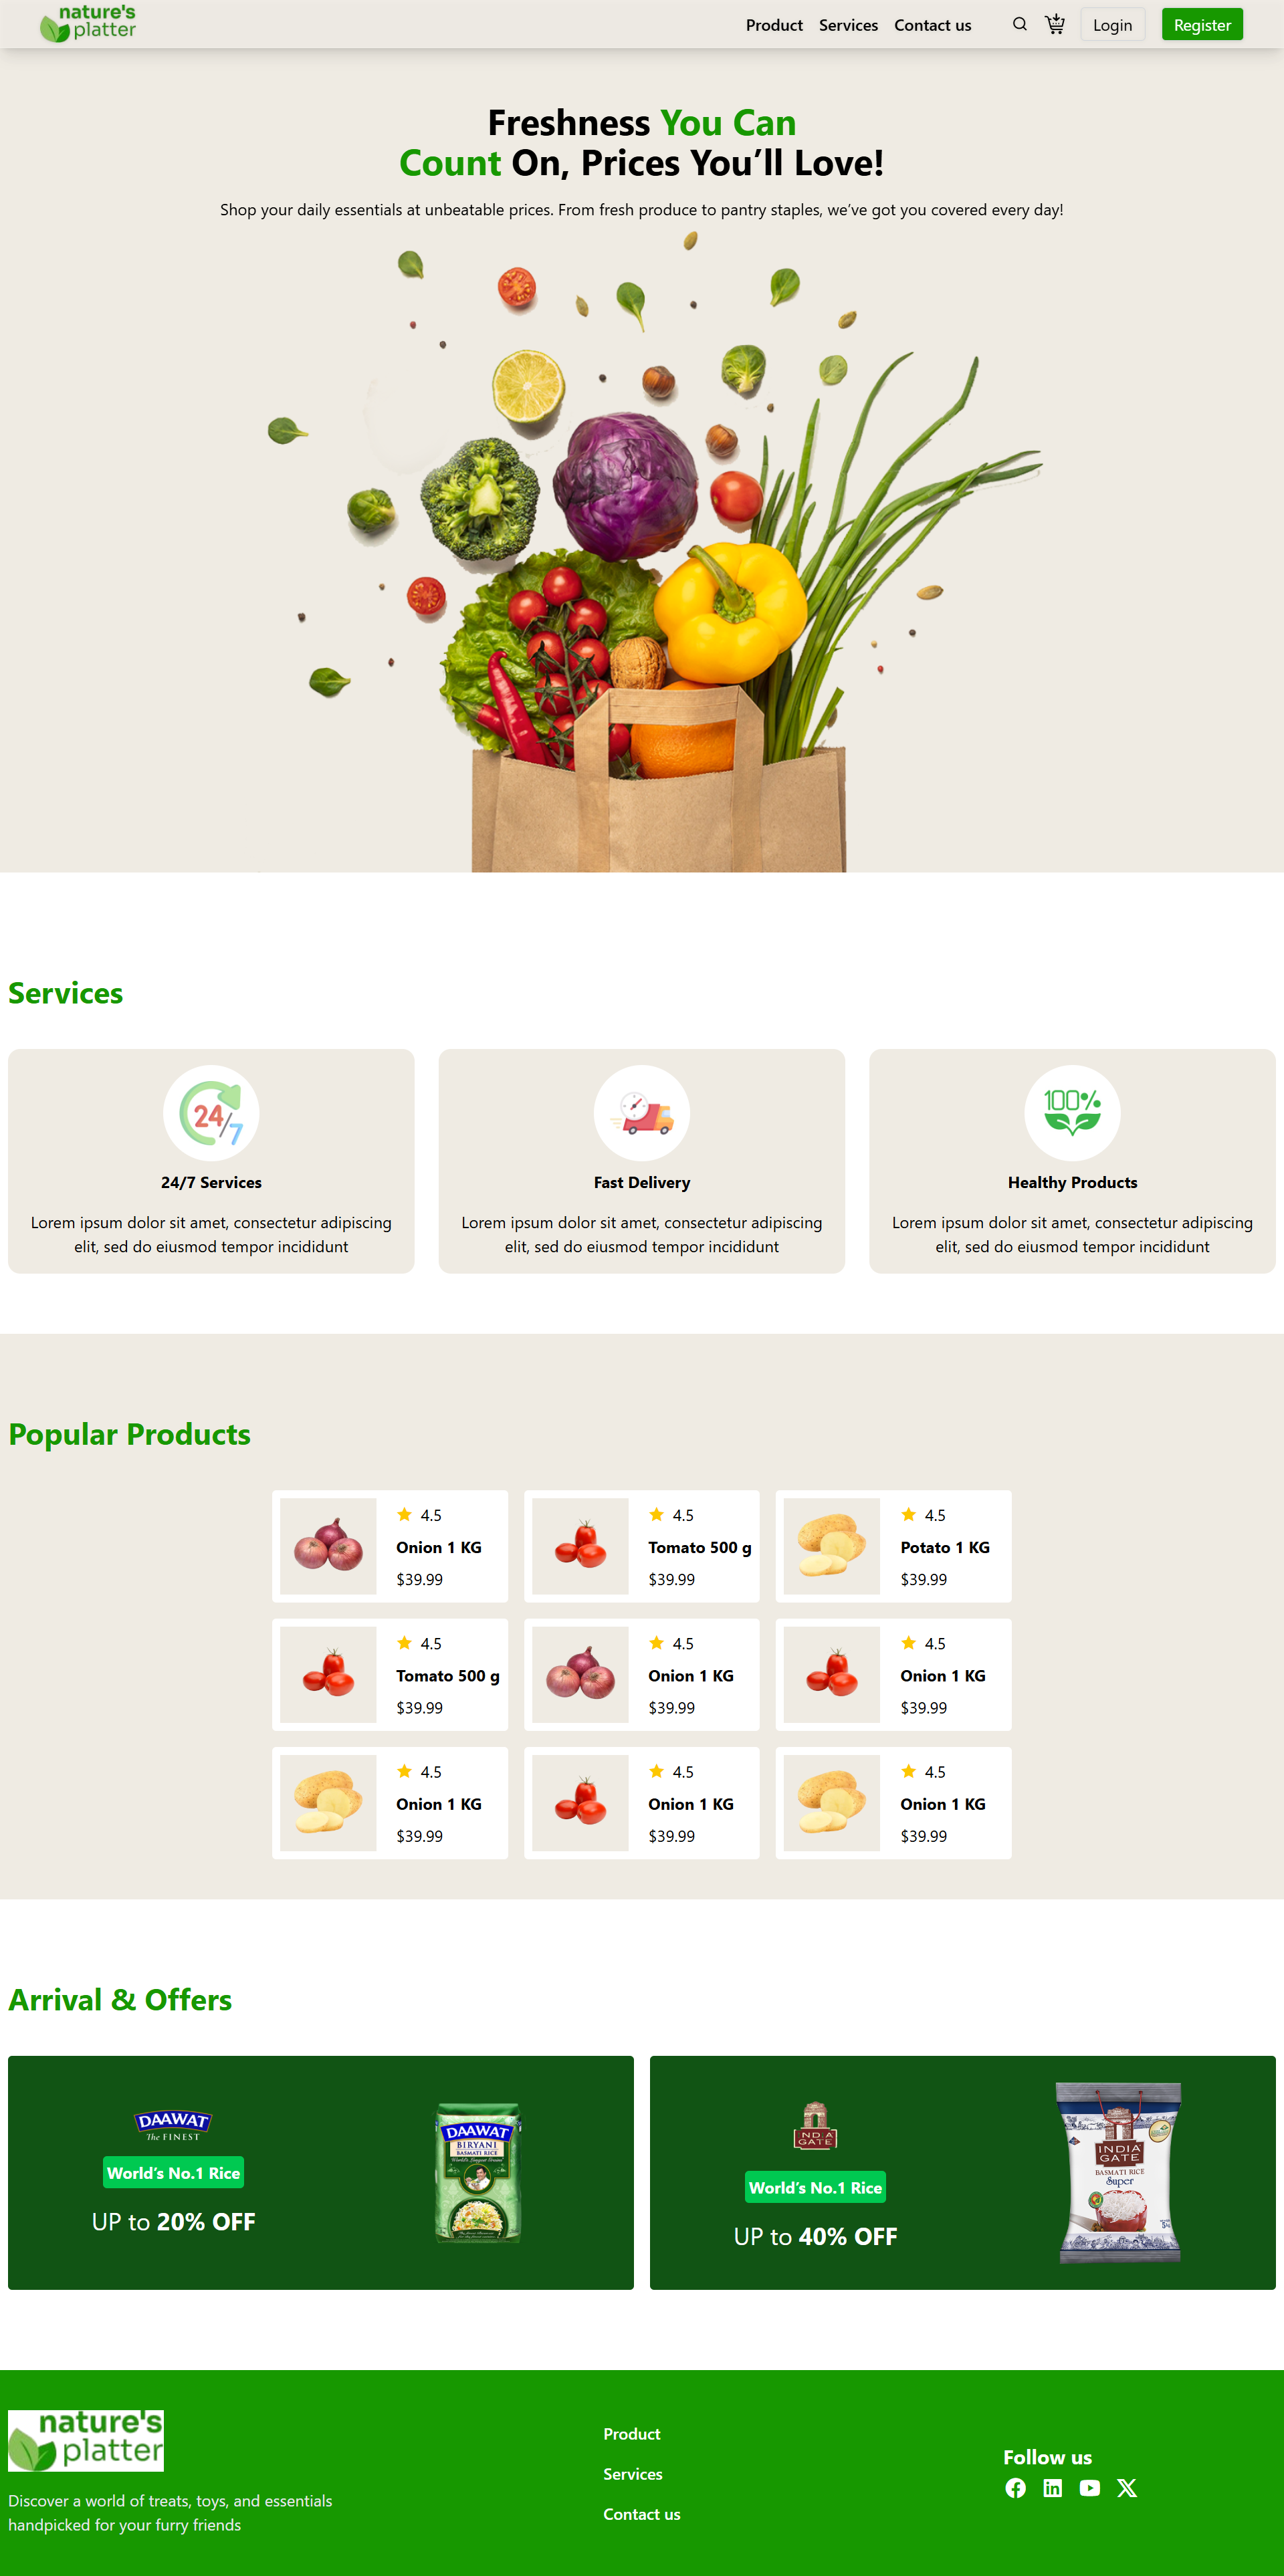 nature's
platter
Product Services Contact us Login Register
Freshness You Can
Count On, Prices You’ll Love!
Shop your daily essentials at unbeatable prices. From fresh produce to pantry staples, we’ve got you covered every day!
Services
24/7
24/7 Services
Lorem ipsum dolor sit amet, consectetur adipiscing
elit, sed do eiusmod tempor incididunt
Fast Delivery
Lorem ipsum dolor sit amet, consectetur adipiscing
elit, sed do eiusmod tempor incididunt
100%
Healthy Products
Lorem ipsum dolor sit amet, consectetur adipiscing
elit, sed do eiusmod tempor incididunt
Popular Products
4.5
Onion 1 KG
$39.99
4.5
Tomato 500 g
$39.99
4.5
Potato 1 KG
$39.99
4.5
Tomato 500 g
$39.99
4.5
Onion 1 KG
$39.99
4.5
Onion 1 KG
$39.99
4.5
Onion 1 KG
$39.99
4.5
Onion 1 KG
$39.99
4.5
Onion 1 KG
$39.99
Arrival & Offers
DAAWAT
The FINEST
World’s No.1 Rice
UP to 20% OFF
DAAWAT
BIRYANI
BASMATI RICE
World's Longest Grain
INDIA
GATE
World’s No.1 Rice
UP to 40% OFF
INDIA
GATE
BASMATI RICE
Super
nature's
platter
Discover a world of treats, toys, and essentials
handpicked for your furry friends
Product
Services
Contact us
Follow us